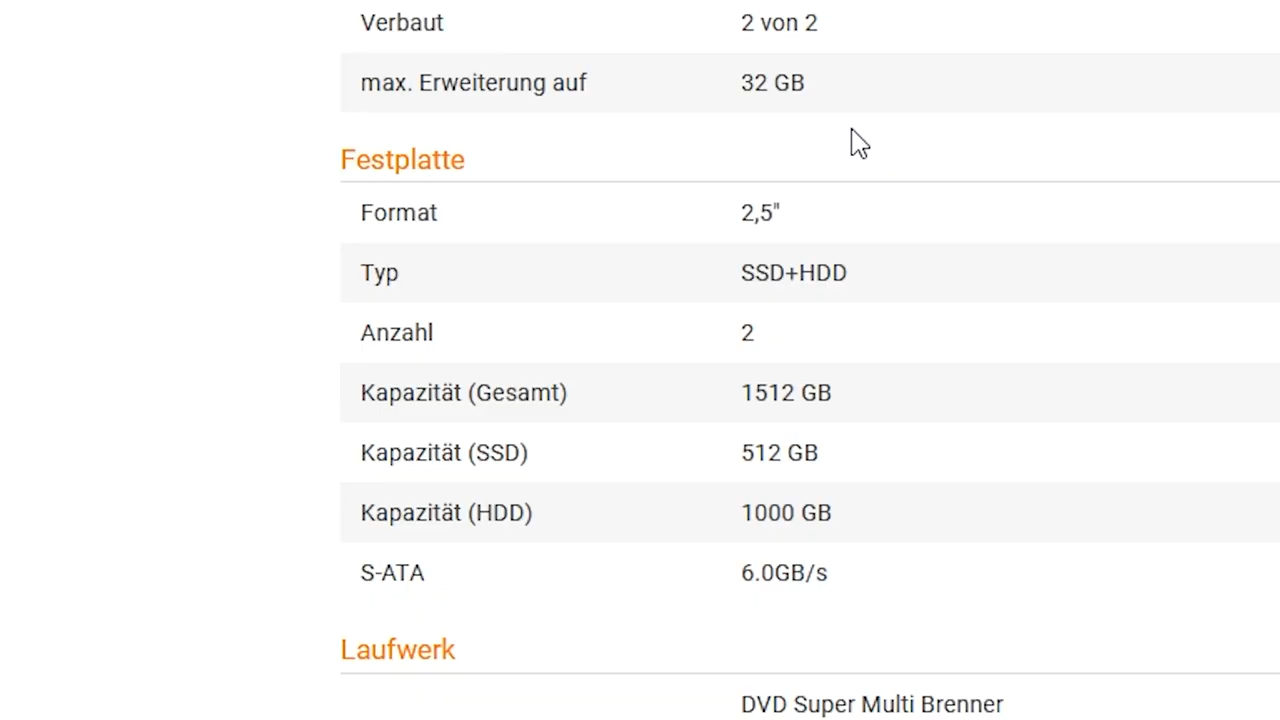 Verbaut 2 von 2
max. Erweiterung auf 32 GB
Festplatte
Format 2,5"
Typ SSD+HDD
Anzahl 2
Kapazität (Gesamt) 1512 GB
Kapazität (SSD) 512 GB
Kapazität (HDD) 1000 GB
S-ATA 6.0GB/s
Laufwerk
DVD Super Multi Brenner